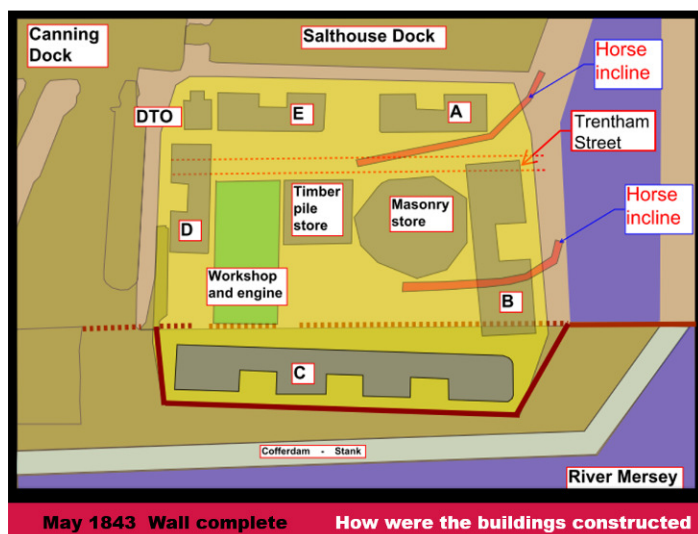 Canning
Dock
Salthouse Dock
Horse
incline
DTO
E
A
Trentham
Street
Timber
pile
store
Masonry
store
D
Horse
incline
Workshop
and engine
B
C
Cofferdam - Stank
River Mersey
May 1843 Wall complete
How were the buildings constructed